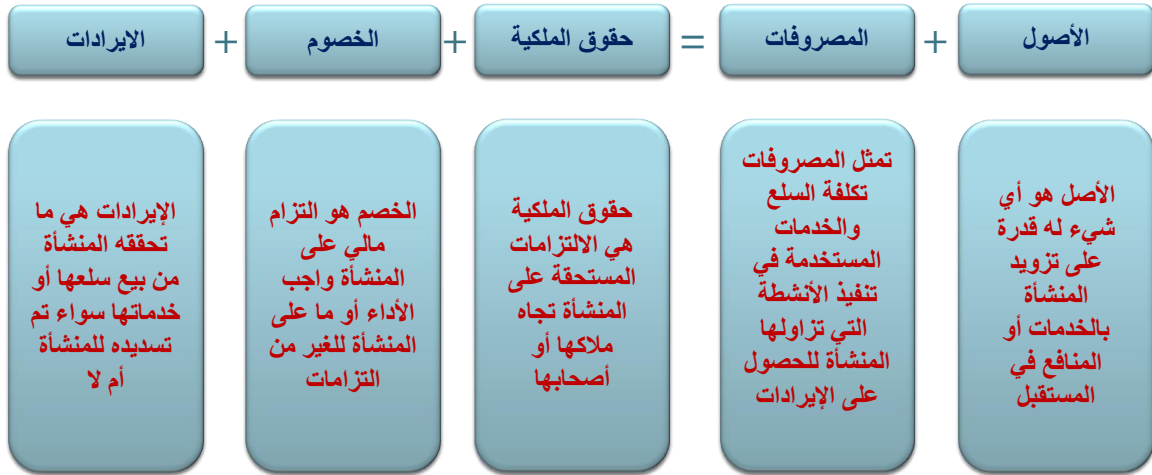 الأصول + المصروفات = حقوق الملكية + الخصوم + الايرادات
الأصل هو أي
شيء له قدرة
على تزويد
المنشأة
بالخدمات أو
المنافع في
المستقبل
تمثل المصروفات
تكلفة السلع
والخدمات
المستخدمة في
تنفيذ الأنشطة
التي تزاولها
المنشأة للحصول
على الإيرادات
حقوق الملكية
هي الالتزامات
المستحقة على
المنشأة تجاه
ملاكها أو
أصحابها
الخصم هو التزام
مالي على
المنشأة واجب
الأداء أو ما على
المنشأة للغير من
التزامات
الإيرادات هي ما
تحققه المنشأة
من بيع سلعها أو
خدماتها سواء تم
تسديده للمنشأة
أم لا